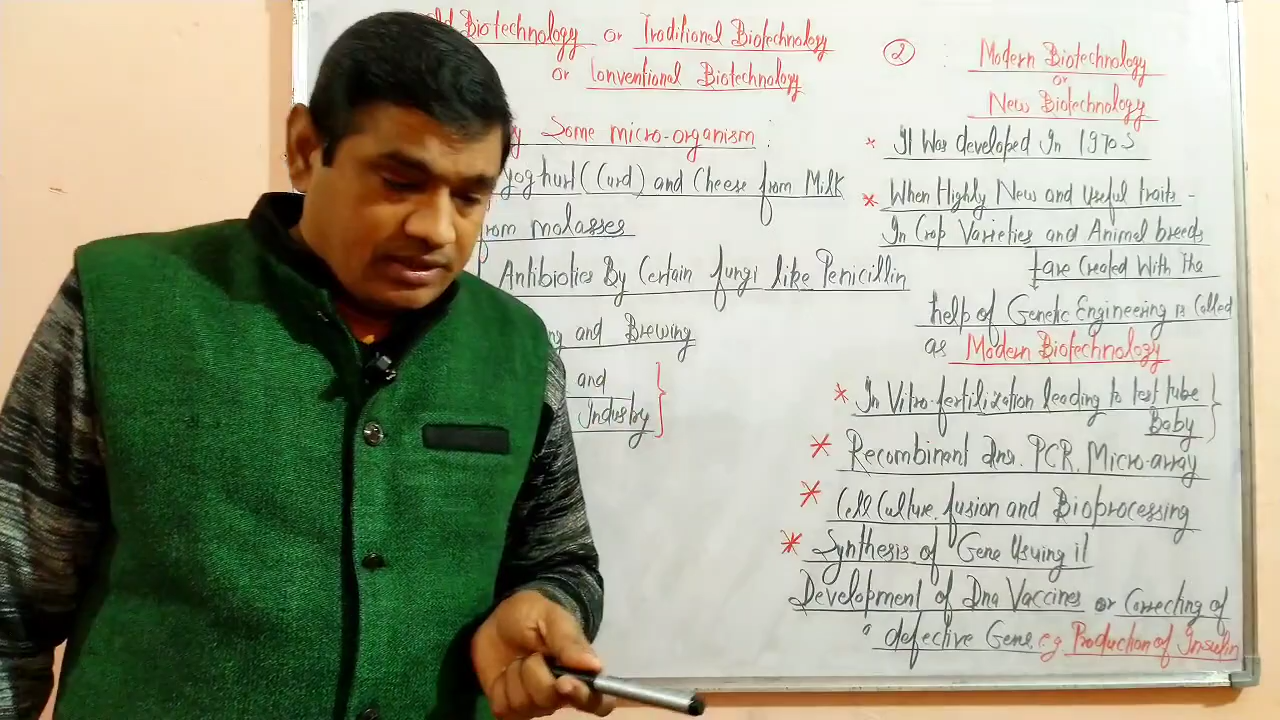 Biotechnology or Traditional Biotechnology
or Conventional Biotechnology
Some micro-organism :
yoghurt (Curd) and Cheese from Milk
from molasses
Antibiotics By Certain fungi like Penicillin
and Brewing
and
Industry
2 : Modern Biotechnology
or
New Biotechnology
* It Was developed In 1970s
* When Highly New and useful traits -
In Crop Varieties and Animal breeds
are Created With the
help of Genetic Engineering is Called
as Modern Biotechnology
* In Vitro-fertilization leading to test tube
Baby
* Recombinant Dna, PCR, Micro-array
* Cell Culture, fusion and Bioprocessing
* Synthesis of Gene Usuing it
Development of Dna Vaccines or Correcting of
a defective Gene, e.g Production of Insulin